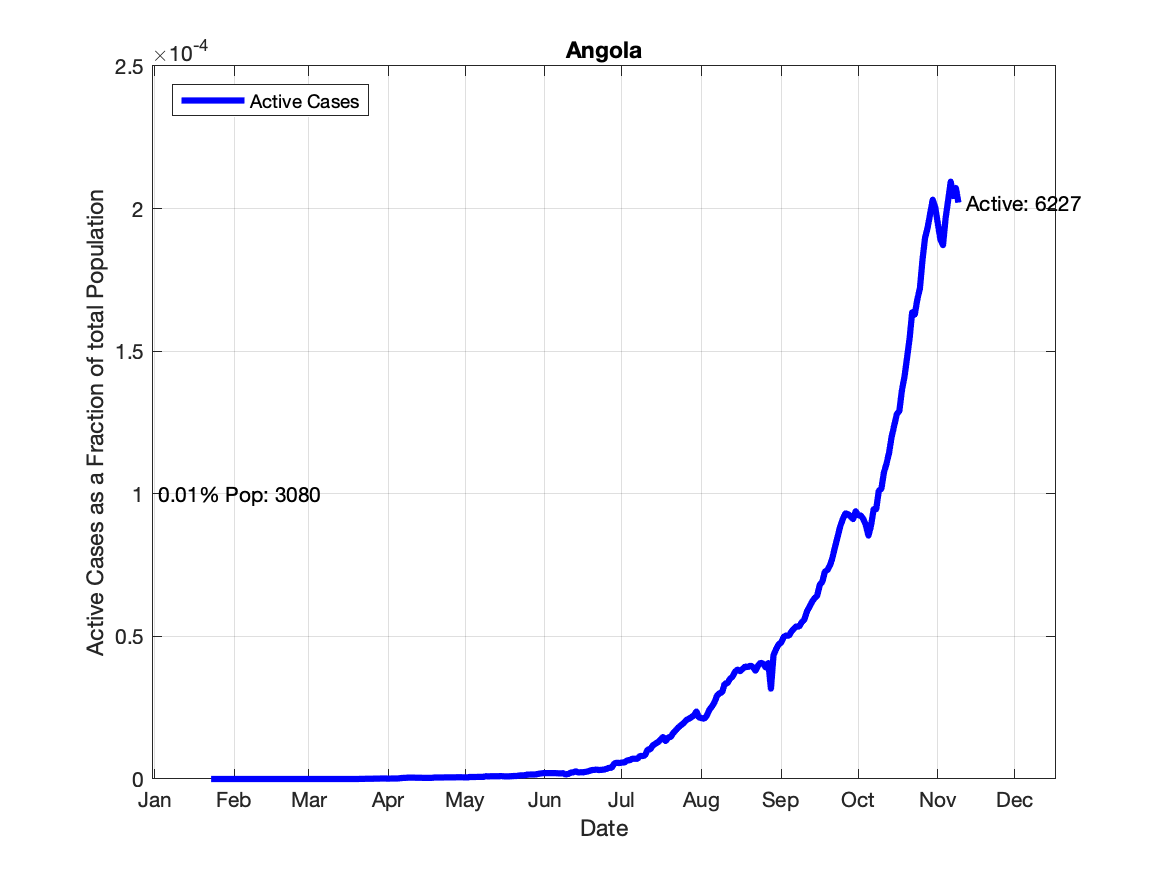 Angola
×10-4
2.5
2
1.5
1
0.5
0
Active Cases
Active: 6227
0.01% Pop: 3080
Active Cases as a Fraction of total Population
Jan Feb Mar Apr May Jun Jul Aug Sep Oct Nov Dec
Date